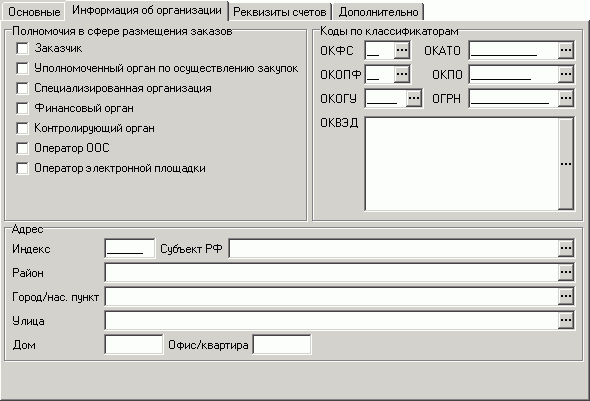 Основные Информация об организации Реквизиты счетов Дополнительно
Полномочия в сфере размещения заказов
Заказчик
Уполномоченный орган по осуществлению закупок
Специализированная организация
Финансовый орган
Контролирующий орган
Оператор ООС
Оператор электронной площадки
Коды по классификаторам
ОКФС ... ОКАТО ...
ОКОПФ ... ОКПО ...
ОКОГУ ... ОГРН ...
ОКВЭД ...
Адрес
Индекс Субъект РФ ...
Район ...
Город/нас. пункт ...
Улица ...
Дом Офис/квартира